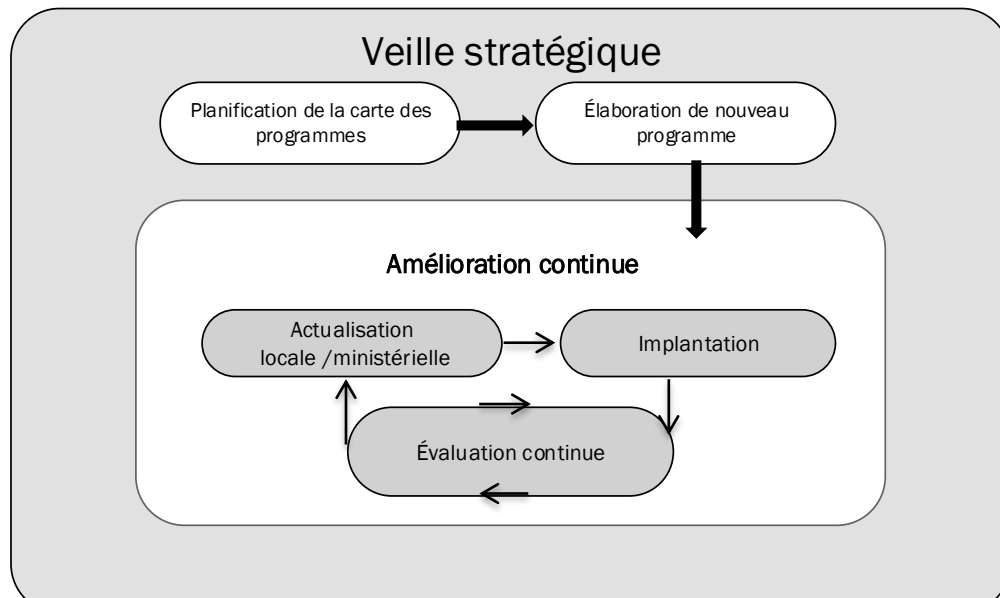 Veille stratégique
Planification de la carte des
programmes
Élaboration de nouveau
programme
Amélioration continue
Actualisation
locale /ministérielle
Implantation
Évaluation continue